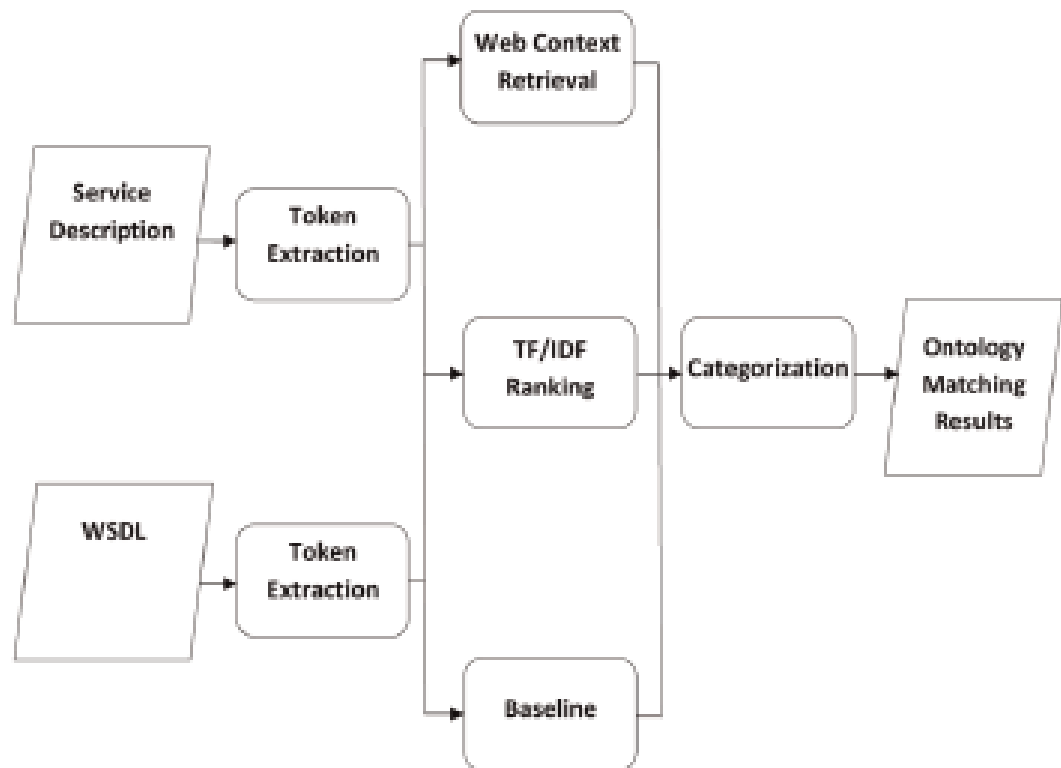 Web Context
Retrieval
Service
Description
Token
Extraction
TF/IDF
Ranking
Categorization
Ontology
Matching
Results
WSDL
Token
Extraction
Baseline